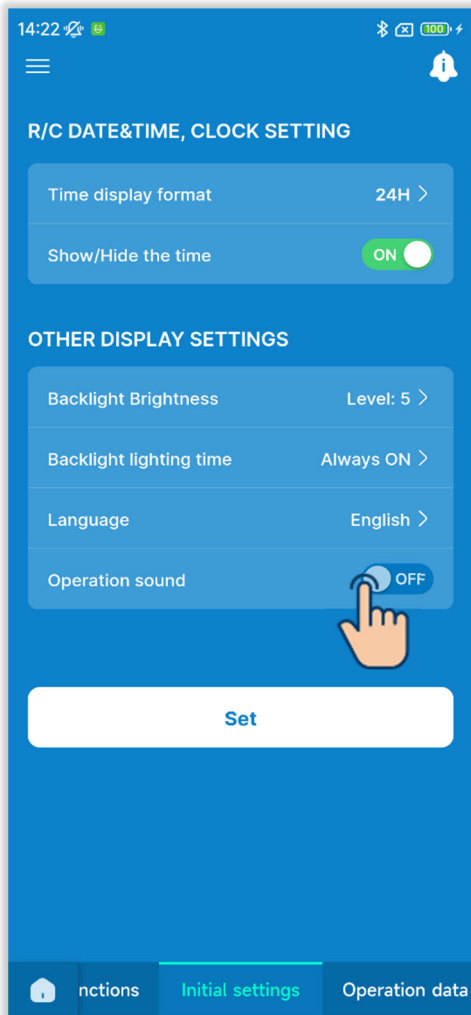 14:22
100
R/C DATE&TIME, CLOCK SETTING
Time display format 24H
Show/Hide the time ON
OTHER DISPLAY SETTINGS
Backlight Brightness Level: 5
Backlight lighting time Always ON
Language English
Operation sound OFF
Set
nctions Initial settings Operation data